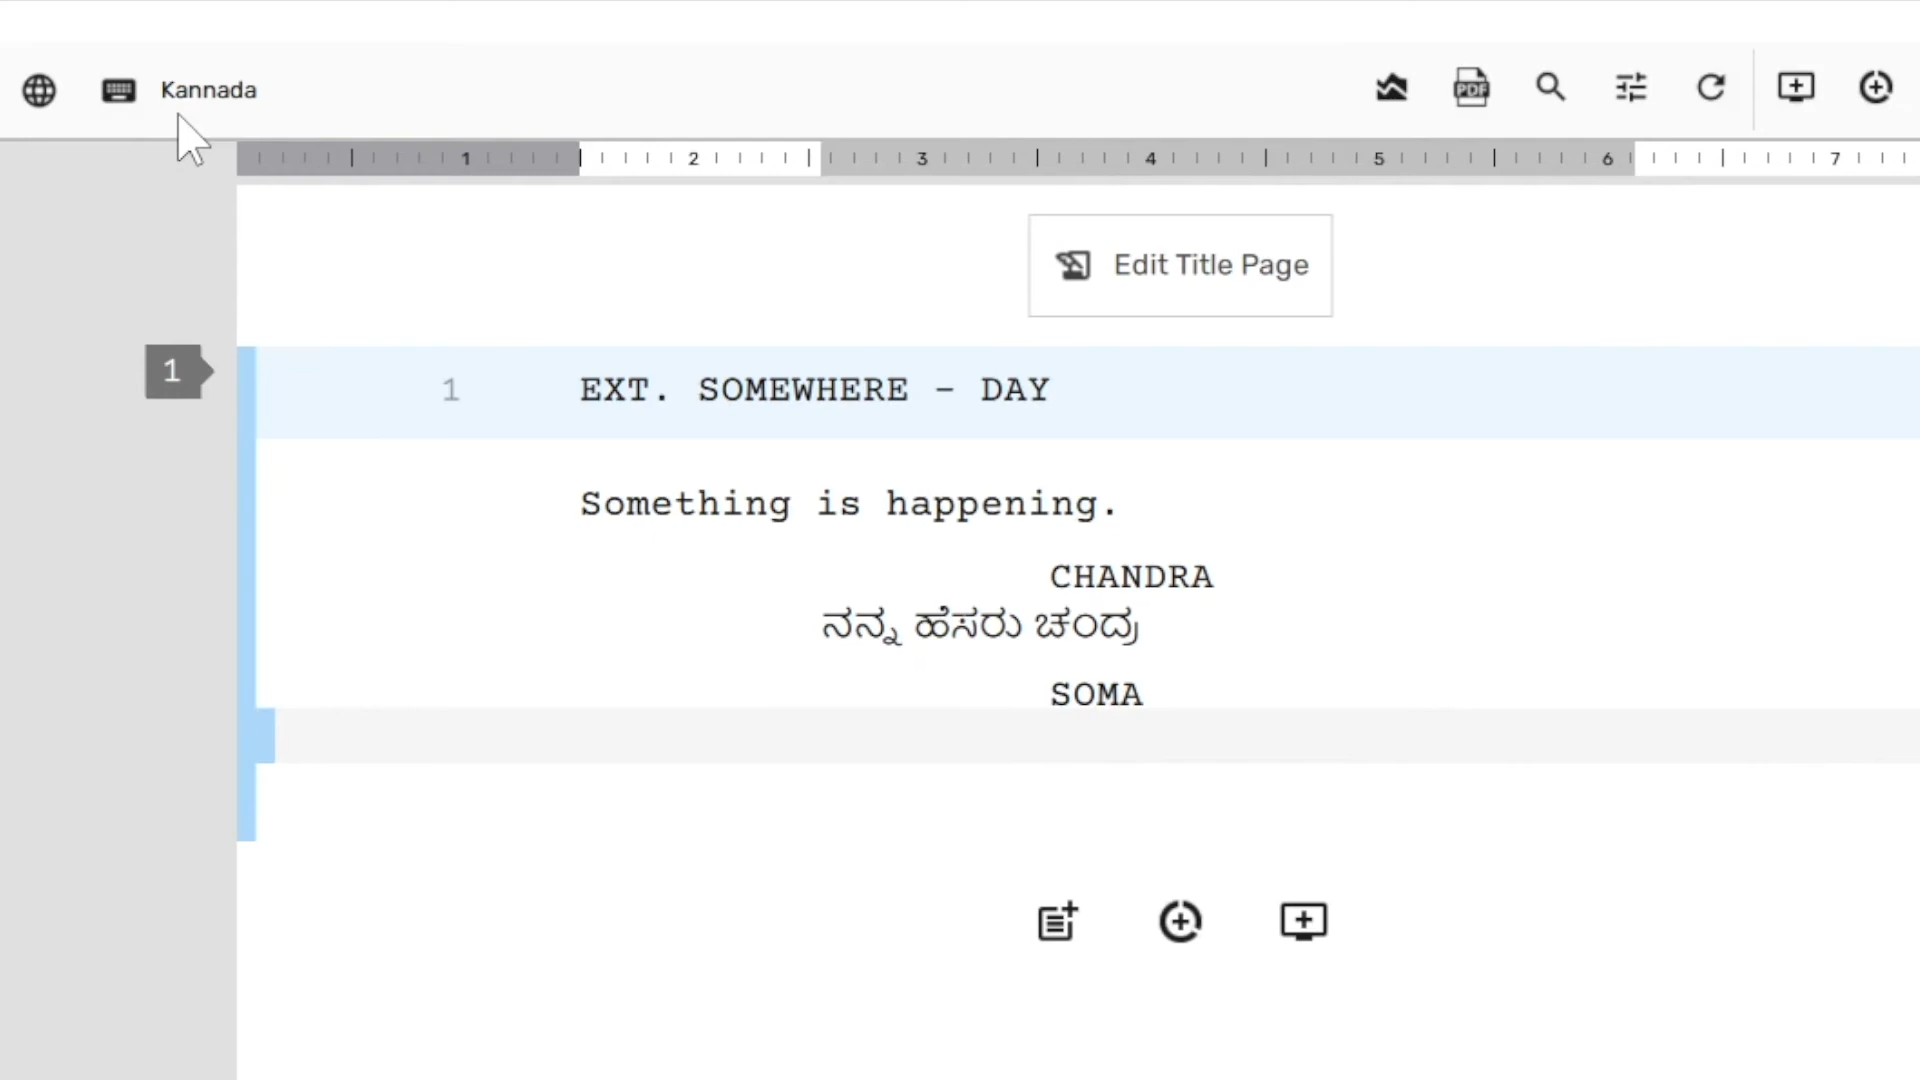 Kannada
PDF
1 2 3 4 5 6 7
Edit Title Page
1
1 EXT. SOMEWHERE - DAY
Something is happening.
CHANDRA
ನನ್ನ ಹೆಸರು ಚಂದ್ರ
SOMA